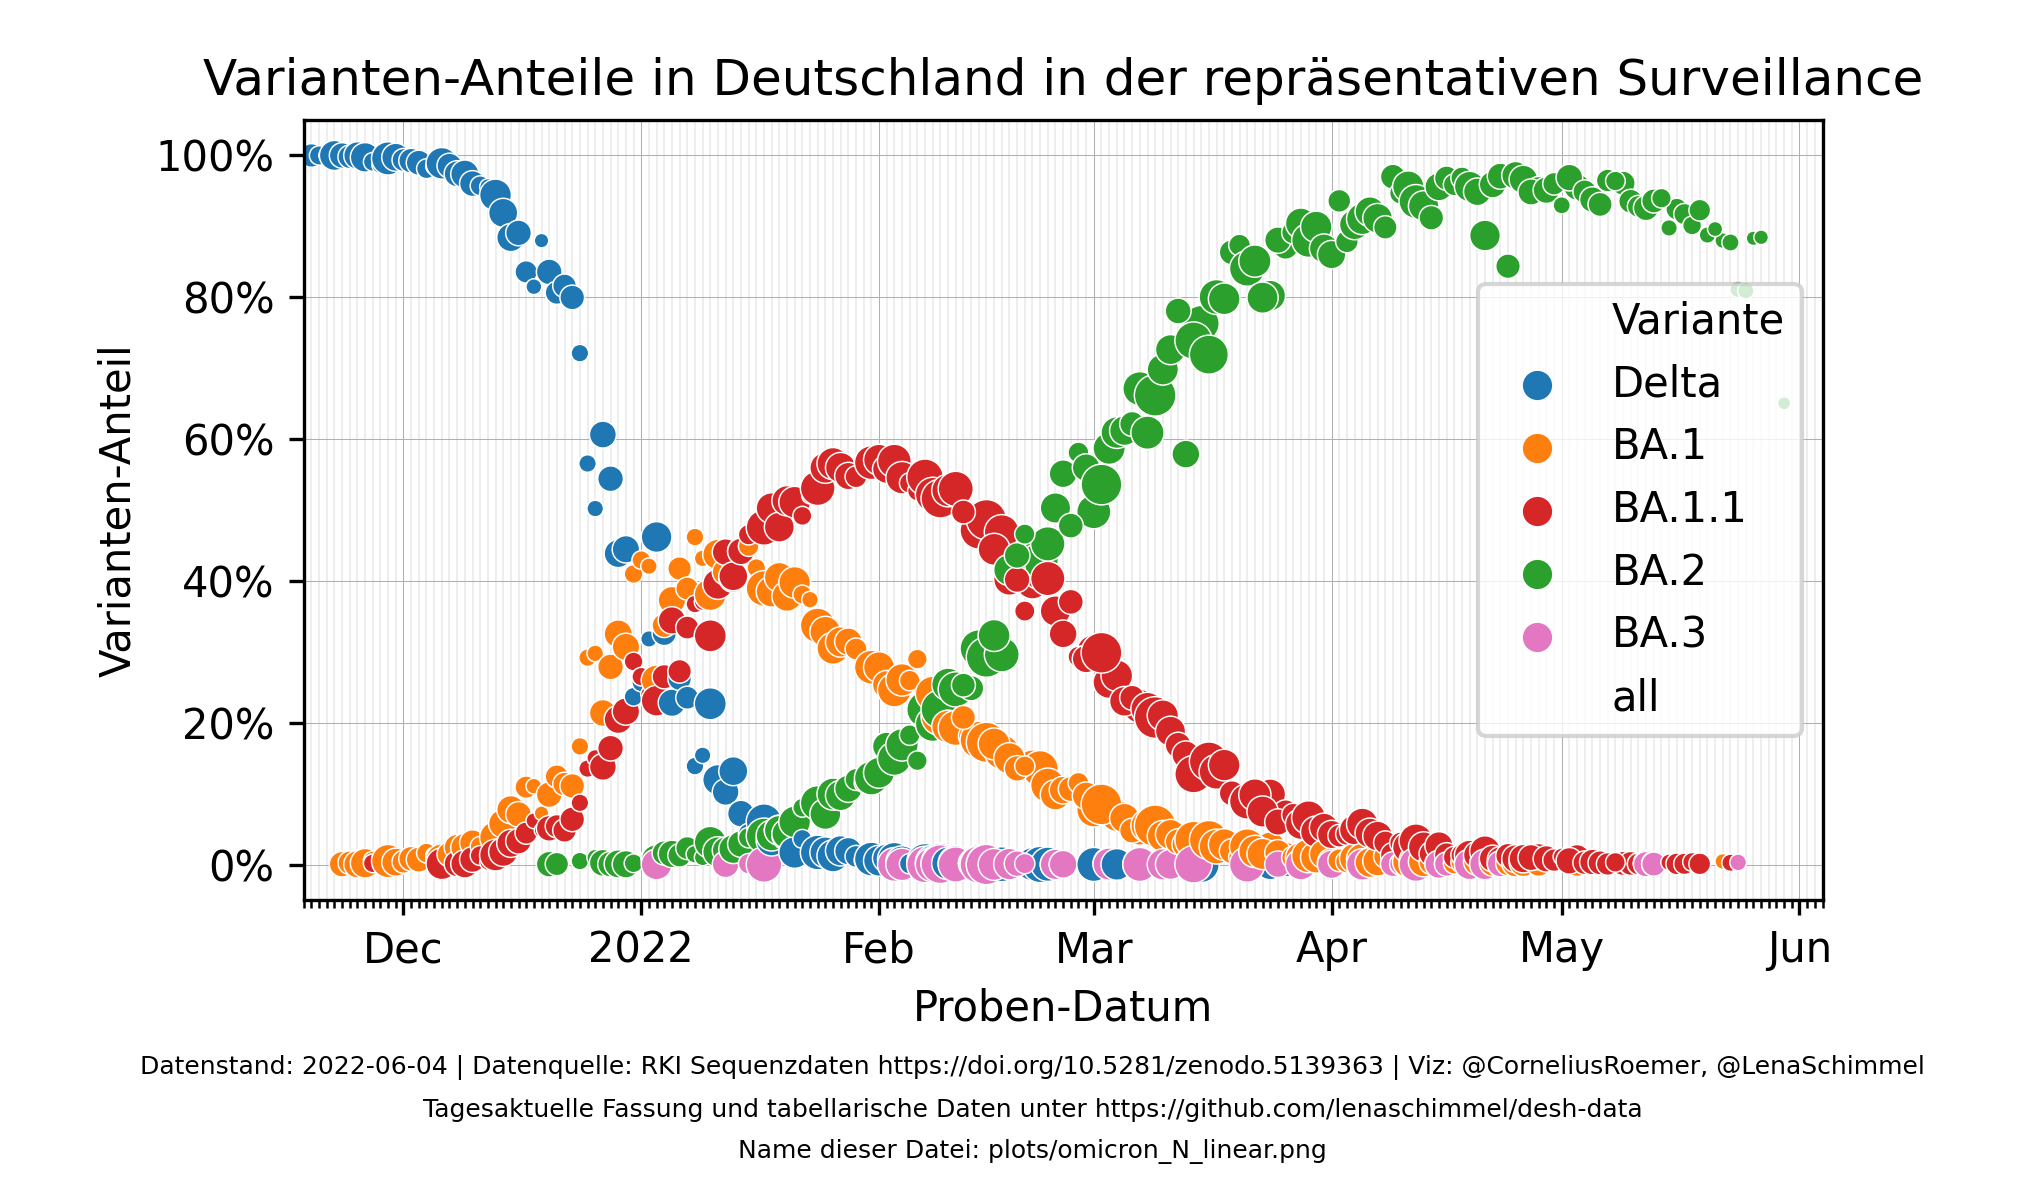 Varianten-Anteile in Deutschland in der repräsentativen Surveillance
Varianten-Anteil
100%
80%
60%
40%
20%
0%
Variante
Delta
BA.1
BA.1.1
BA.2
BA.3
all
Dec 2022 Feb Mar Apr May Jun
Proben-Datum
Datenstand: 2022-06-04 | Datenquelle: RKI Sequenzdaten https://doi.org/10.5281/zenodo.5139363 | Viz: @CorneliusRoemer, @LenaSchimmel
Tagesaktuelle Fassung und tabellarische Daten unter https://github.com/lenaschimmel/desh-data
Name dieser Datei: plots/omicron_N_linear.png